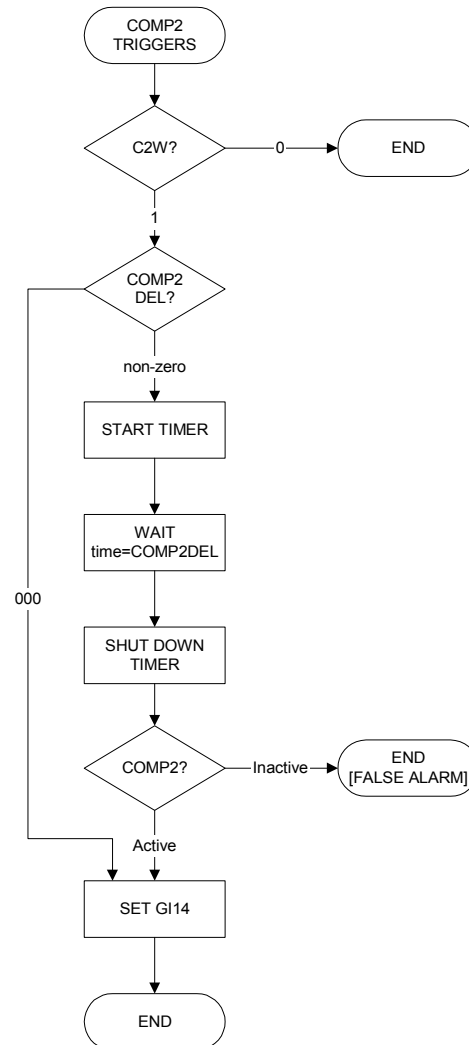 COMP2
TRIGGERS
C2W?
0
END
1
COMP2
DEL?
non-zero
START TIMER
WAIT
time=COMP2DEL
000
SHUT DOWN
TIMER
COMP2?
Inactive
END
[FALSE ALARM]
Active
SET GI14
END